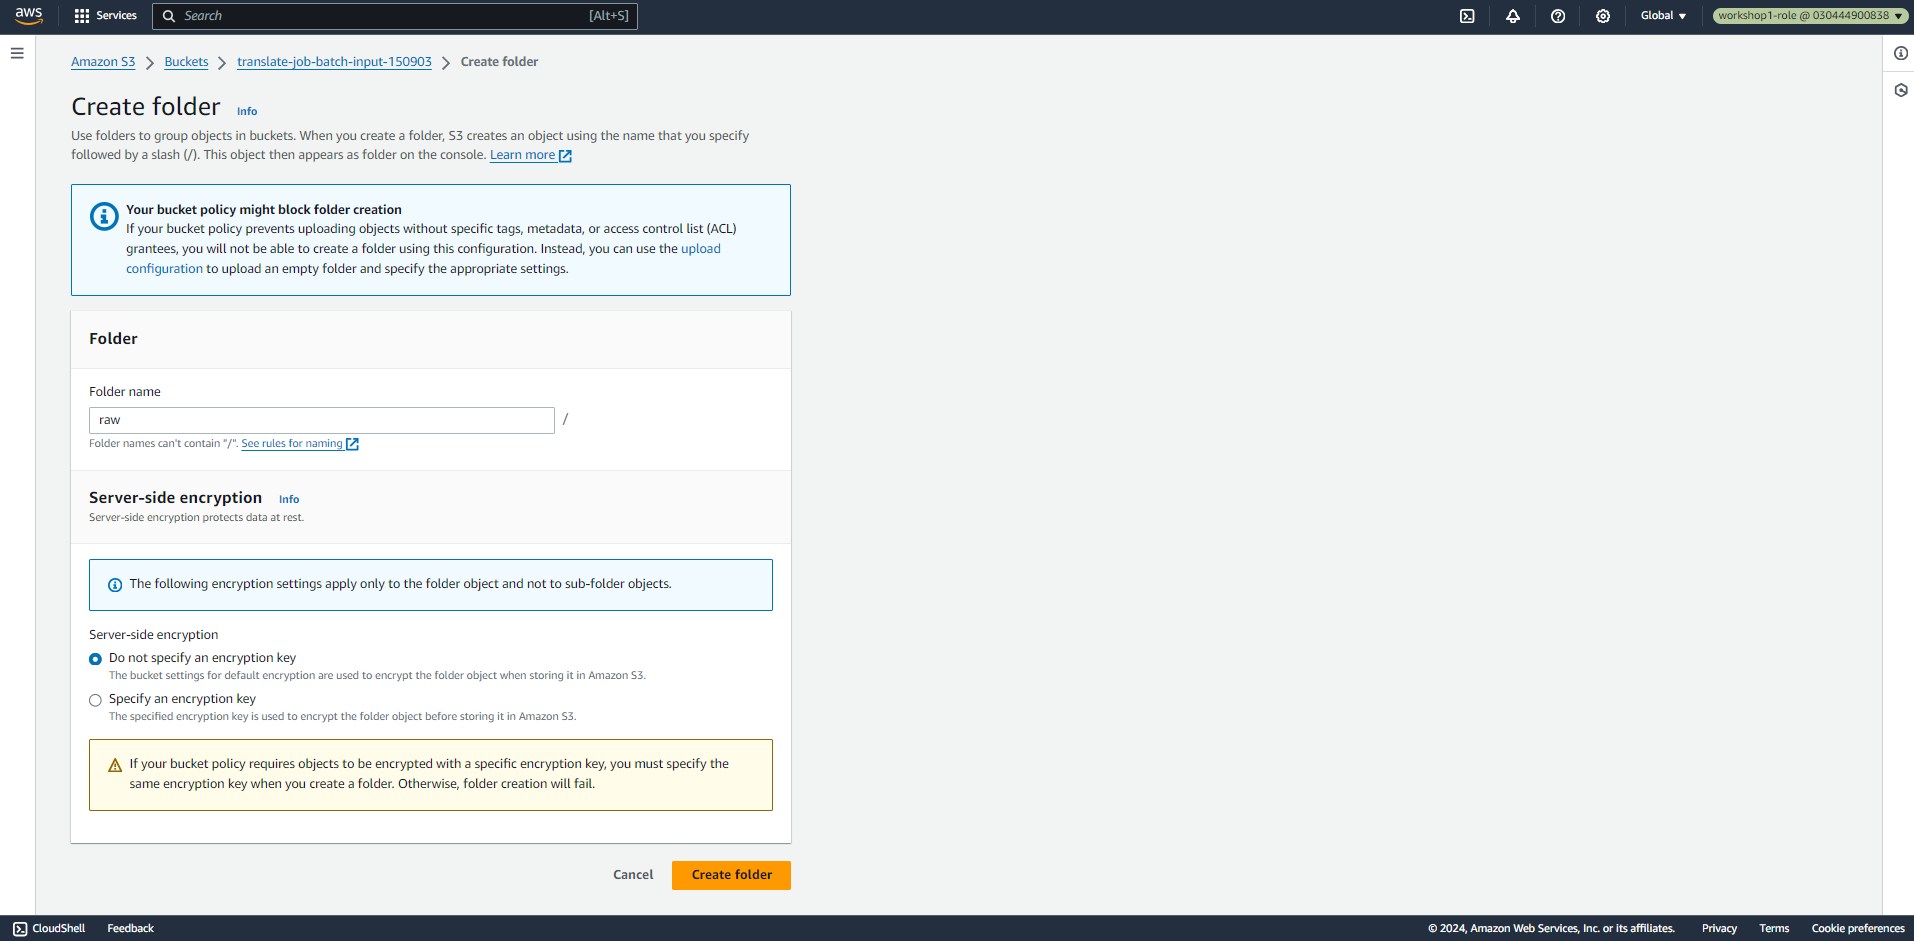 aws
Services
Search
[Alt+S]
Global
workshop1-role @ 030444900838
Amazon S3
Buckets
translate-job-batch-input-150903
Create folder
Create folder
Info
Use folders to group objects in buckets. When you create a folder, S3 creates an object using the name that you specify
followed by a slash (/). This object then appears as folder on the console. Learn more
Your bucket policy might block folder creation
If your bucket policy prevents uploading objects without specific tags, metadata, or access control list (ACL)
grantees, you will not be able to create a folder using this configuration. Instead, you can use the upload
configuration to upload an empty folder and specify the appropriate settings.
Folder
Folder name
raw
/
Folder names can't contain "/". See rules for naming
Server-side encryption
Info
Server-side encryption protects data at rest.
The following encryption settings apply only to the folder object and not to sub-folder objects.
Server-side encryption
Do not specify an encryption key
The bucket settings for default encryption are used to encrypt the folder object when storing it in Amazon S3.
Specify an encryption key
The specified encryption key is used to encrypt the folder object before storing it in Amazon S3.
If your bucket policy requires objects to be encrypted with a specific encryption key, you must specify the
same encryption key when you create a folder. Otherwise, folder creation will fail.
Cancel
Create folder
CloudShell
Feedback
© 2024, Amazon Web Services, Inc. or its affiliates.
Privacy
Terms
Cookie preferences